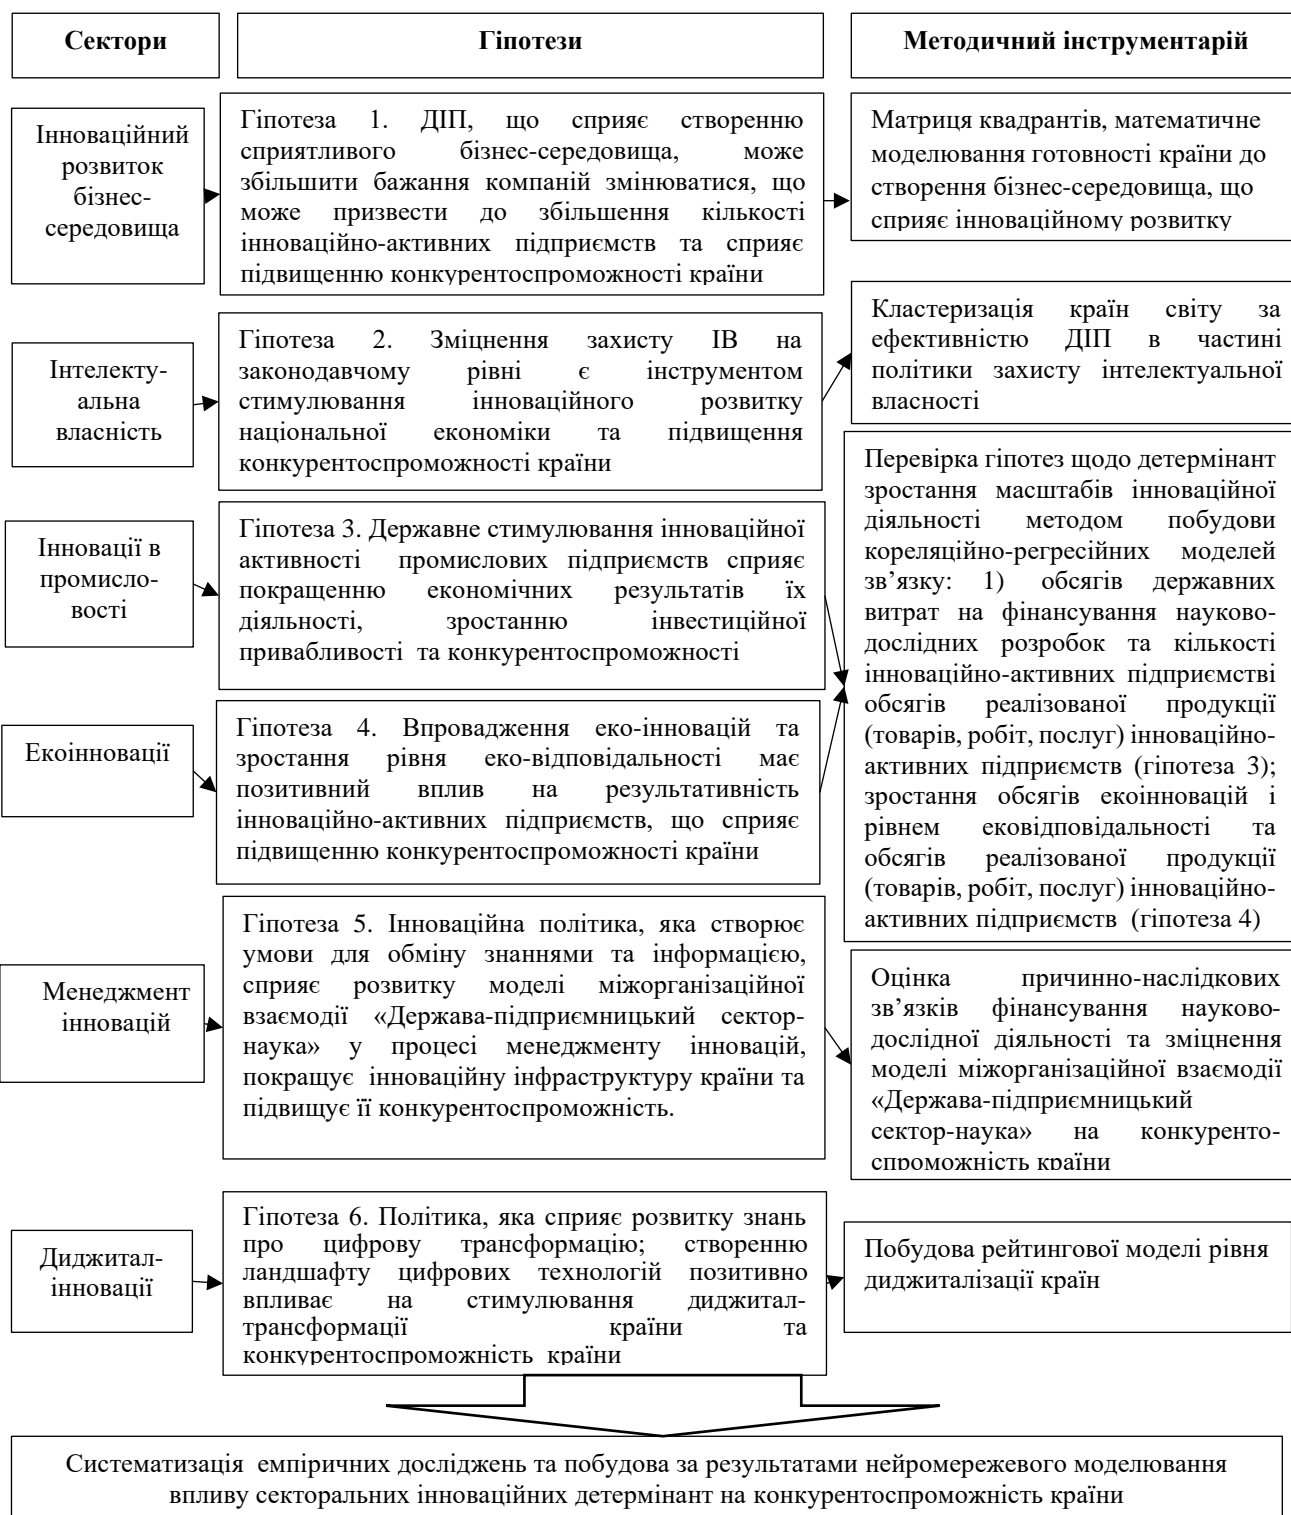 Сектори
Гіпотези
Методичний інструментарій
Інноваційний
розвиток
бізнес-
середовища
Гіпотеза 1. ДІП, що сприяє створенню
сприятливого бізнес-середовища, може
збільшити бажання компаній змінюватися, що
може призвести до збільшення кількості
інноваційно-активних підприємств та сприяє
підвищенню конкурентоспроможності країни
Матриця квадрантів, математичне
моделювання готовності країни до
створення бізнес-середовища, що
сприяє інноваційному розвитку
Інтелекту-
альна
власність
Гіпотеза 2. Зміцнення захисту ІВ на
законодавчому рівні є інструментом
стимулювання інноваційного розвитку
національної економіки та підвищення
конкурентоспроможності країни
Кластеризація країн світу за
ефективністю ДІП в частині
політики захисту інтелектуальної
власності
Інновації в
промисло-
вості
Гіпотеза 3. Державне стимулювання інноваційної
активності промислових підприємств сприяє
покращенню економічних результатів їх
діяльності, зростанню інвестиційної
привабливості та конкурентоспроможності
Перевірка гіпотез щодо детермінант
зростання масштабів інноваційної
діяльності методом побудови
кореляційно-регресійних моделей
зв’язку: 1) обсягів державних
витрат на фінансування науково-
дослідних розробок та кількості
інноваційно-активних підприємстві
обсягів реалізованої продукції
(товарів, робіт, послуг) інноваційно-
активних підприємств (гіпотеза 3);
зростання обсягів екоінновацій і
рівнем ековідповідальності та
обсягів реалізованої продукції
(товарів, робіт, послуг) інноваційно-
активних підприємств (гіпотеза 4)
Екоінновації
Гіпотеза 4. Впровадження еко-інновацій та
зростання рівня еко-відповідальності має
позитивний вплив на результативність
інноваційно-активних підприємств, що сприяє
підвищенню конкурентоспроможності країни
Менеджмент
інновацій
Гіпотеза 5. Інноваційна політика, яка створює
умови для обміну знаннями та інформацією,
сприяє розвитку моделі міжорганізаційної
взаємодії «Держава-підприємницький сектор-
наука» у процесі менеджменту інновацій,
покращує інноваційну інфраструктуру країни та
підвищує її конкурентоспроможність.
Оцінка причинно-наслідкових
зв’язків фінансування науково-
дослідної діяльності та зміцнення
моделі міжорганізаційної взаємодії
«Держава-підприємницький
сектор-наука» на конкуренто-
спроможність країни
Диджитал-
інновації
Гіпотеза 6. Політика, яка сприяє розвитку знань
про цифрову трансформацію; створенню
ландшафту цифрових технологій позитивно
впливає на стимулювання диджитал-
трансформації країни та
конкурентоспроможність країни
Побудова рейтингової моделі рівня
диджиталізації країн
Систематизація емпіричних досліджень та побудова за результатами нейромережевого моделювання
впливу секторальних інноваційних детермінант на конкурентоспроможність країни